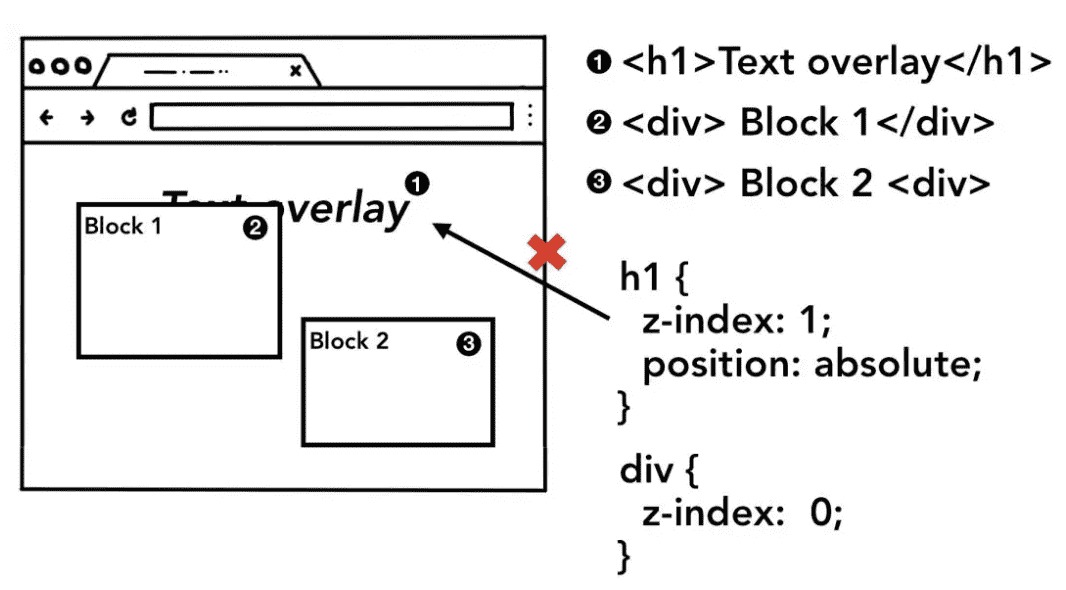 ❶ <h1>Text overlay</h1>
❷ <div> Block 1</div>
❸ <div> Block 2 <div>
❶
Text overlay
Block 1 ❷
Block 2 ❸
h1 {
z-index: 1;
position: absolute;
}
div {
z-index: 0;
}